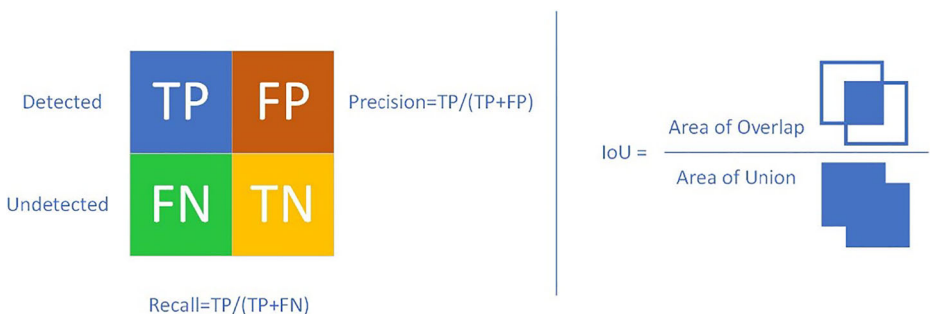 Detected
TP
FP
Precision=TP/(TP+FP)
Undetected
FN
TN
Recall=TP/(TP+FN)
IoU =
Area of Overlap
Area of Union